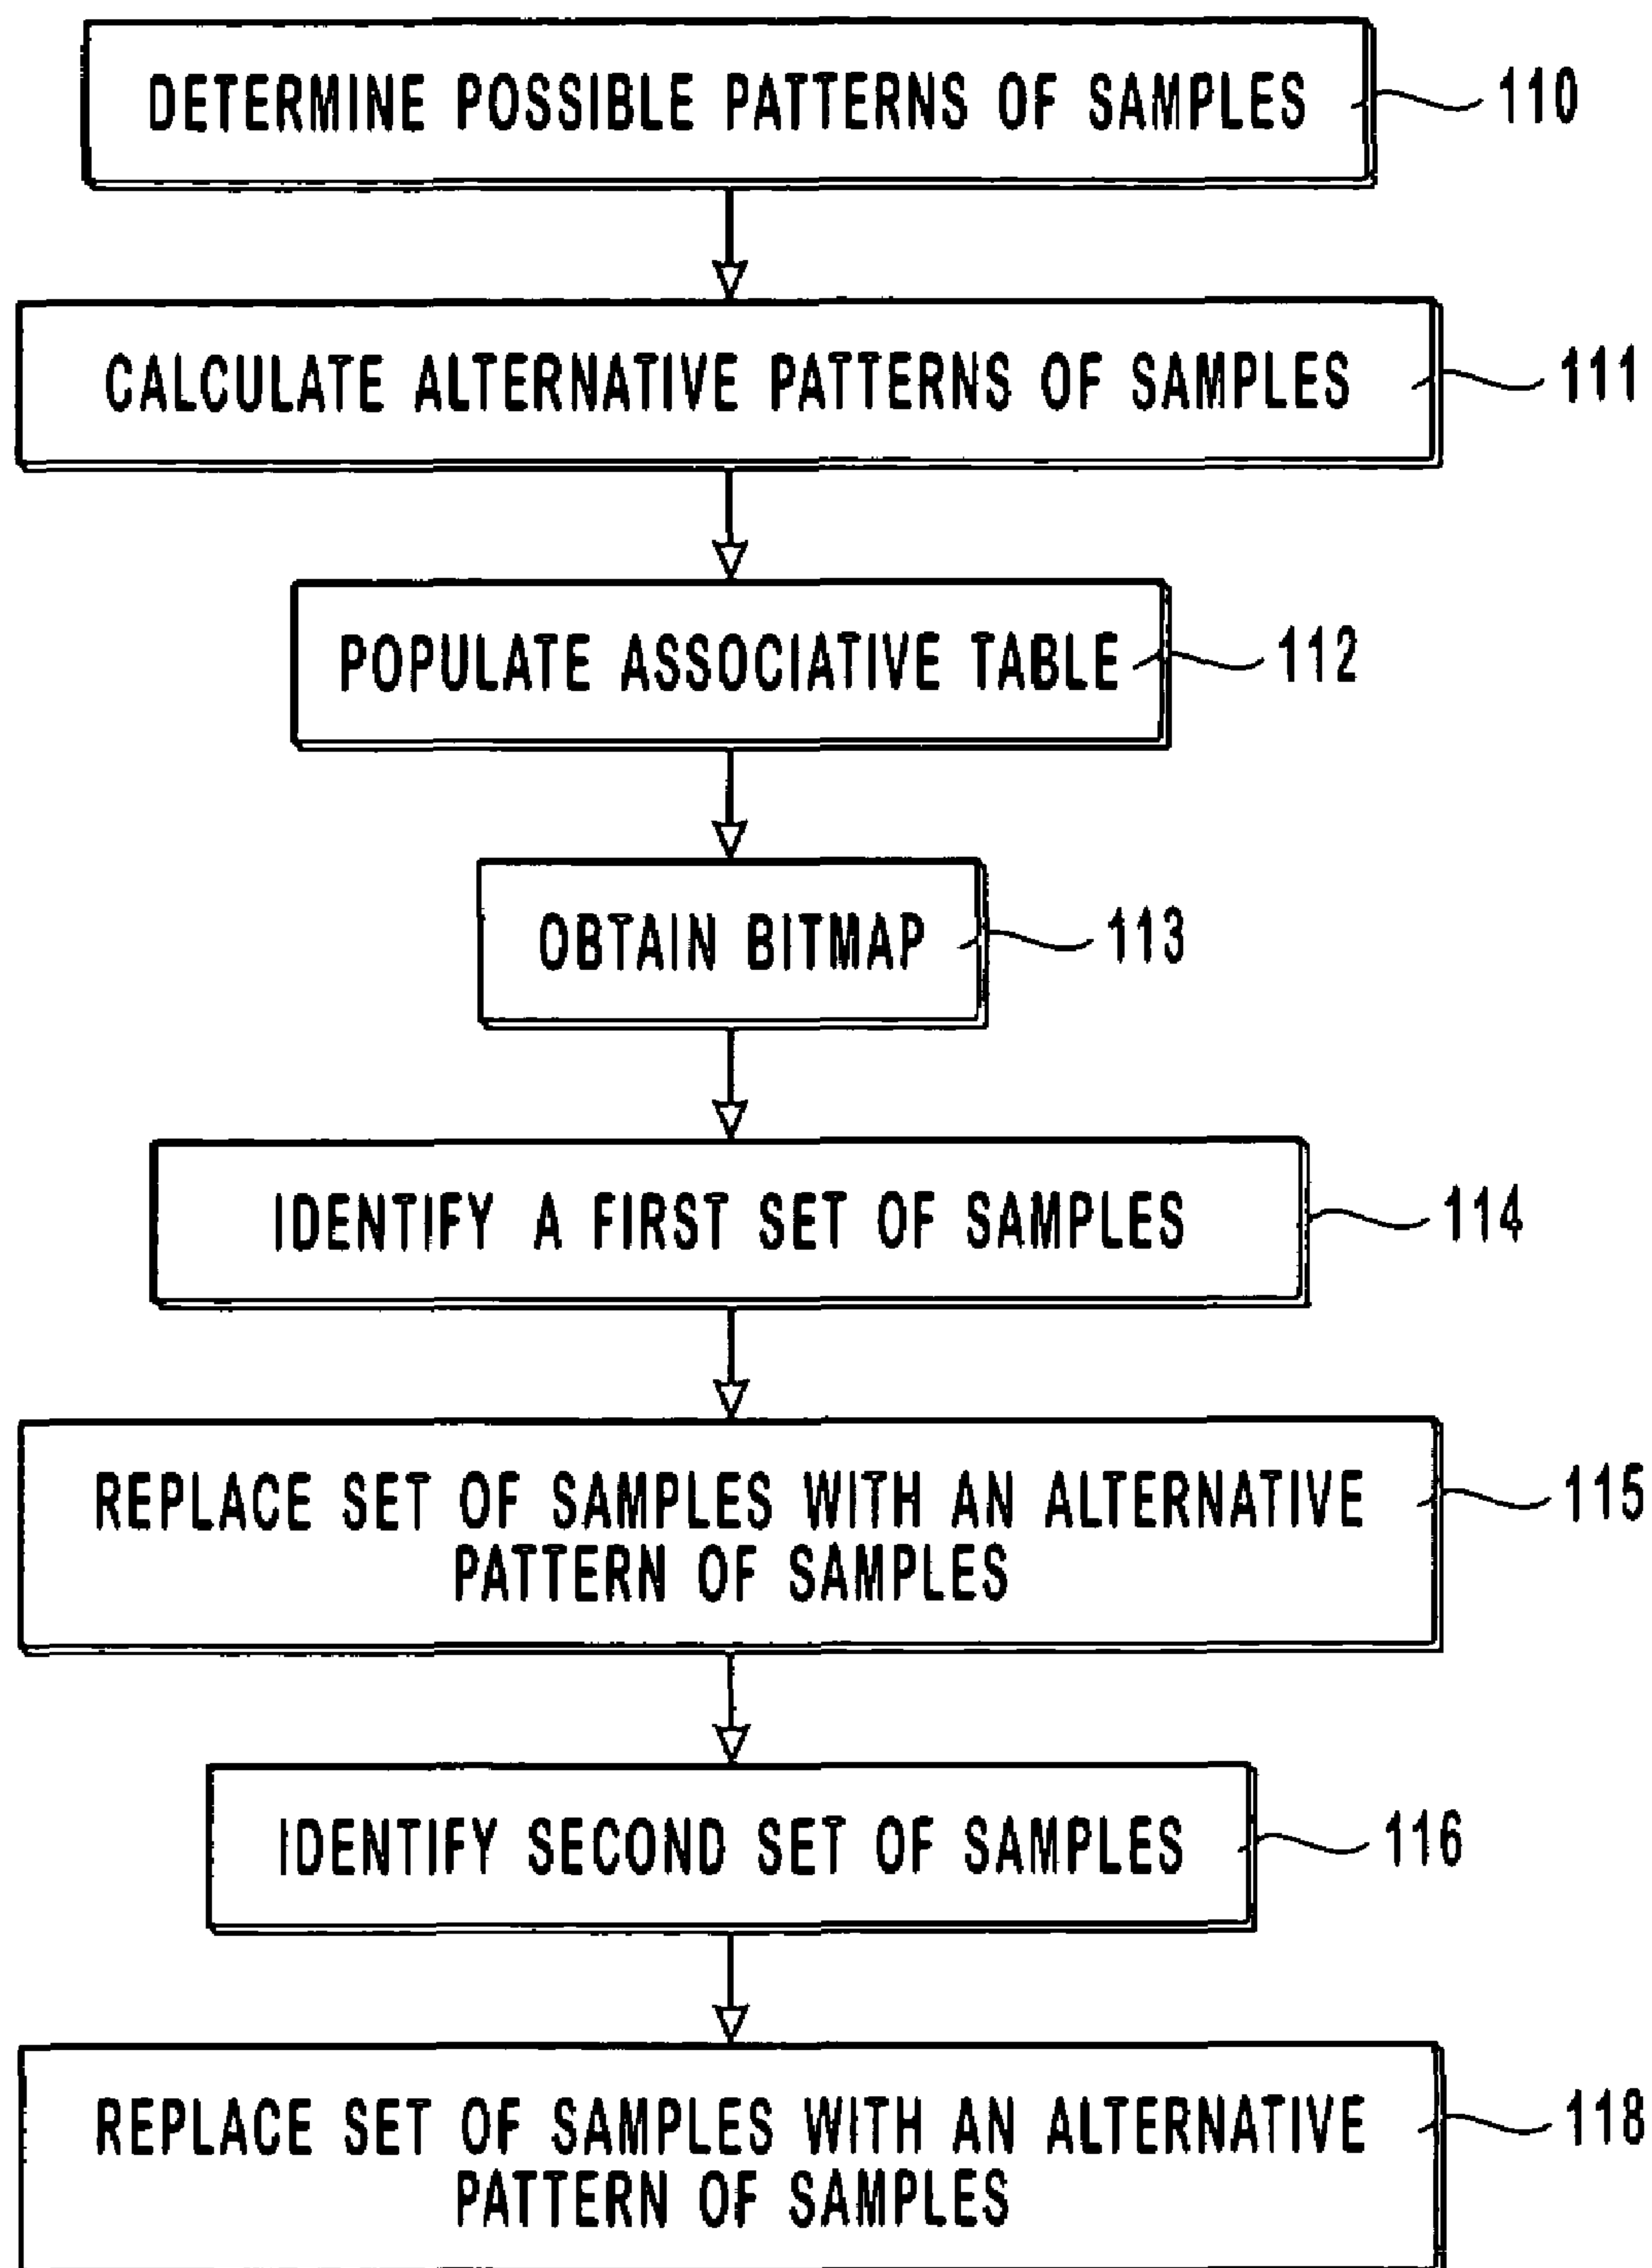 DETERMINE POSSIBLE PATTERNS OF SAMPLES 110
CALCULATE ALTERNATIVE PATTERNS OF SAMPLES 111
POPULATE ASSOCIATIVE TABLE 112
OBTAIN BITMAP 113
IDENTIFY A FIRST SET OF SAMPLES 114
REPLACE SET OF SAMPLES WITH AN ALTERNATIVE 115
PATTERN OF SAMPLES
IDENTIFY SECOND SET OF SAMPLES 116
REPLACE SET OF SAMPLES WITH AN ALTERNATIVE 118
PATTERN OF SAMPLES